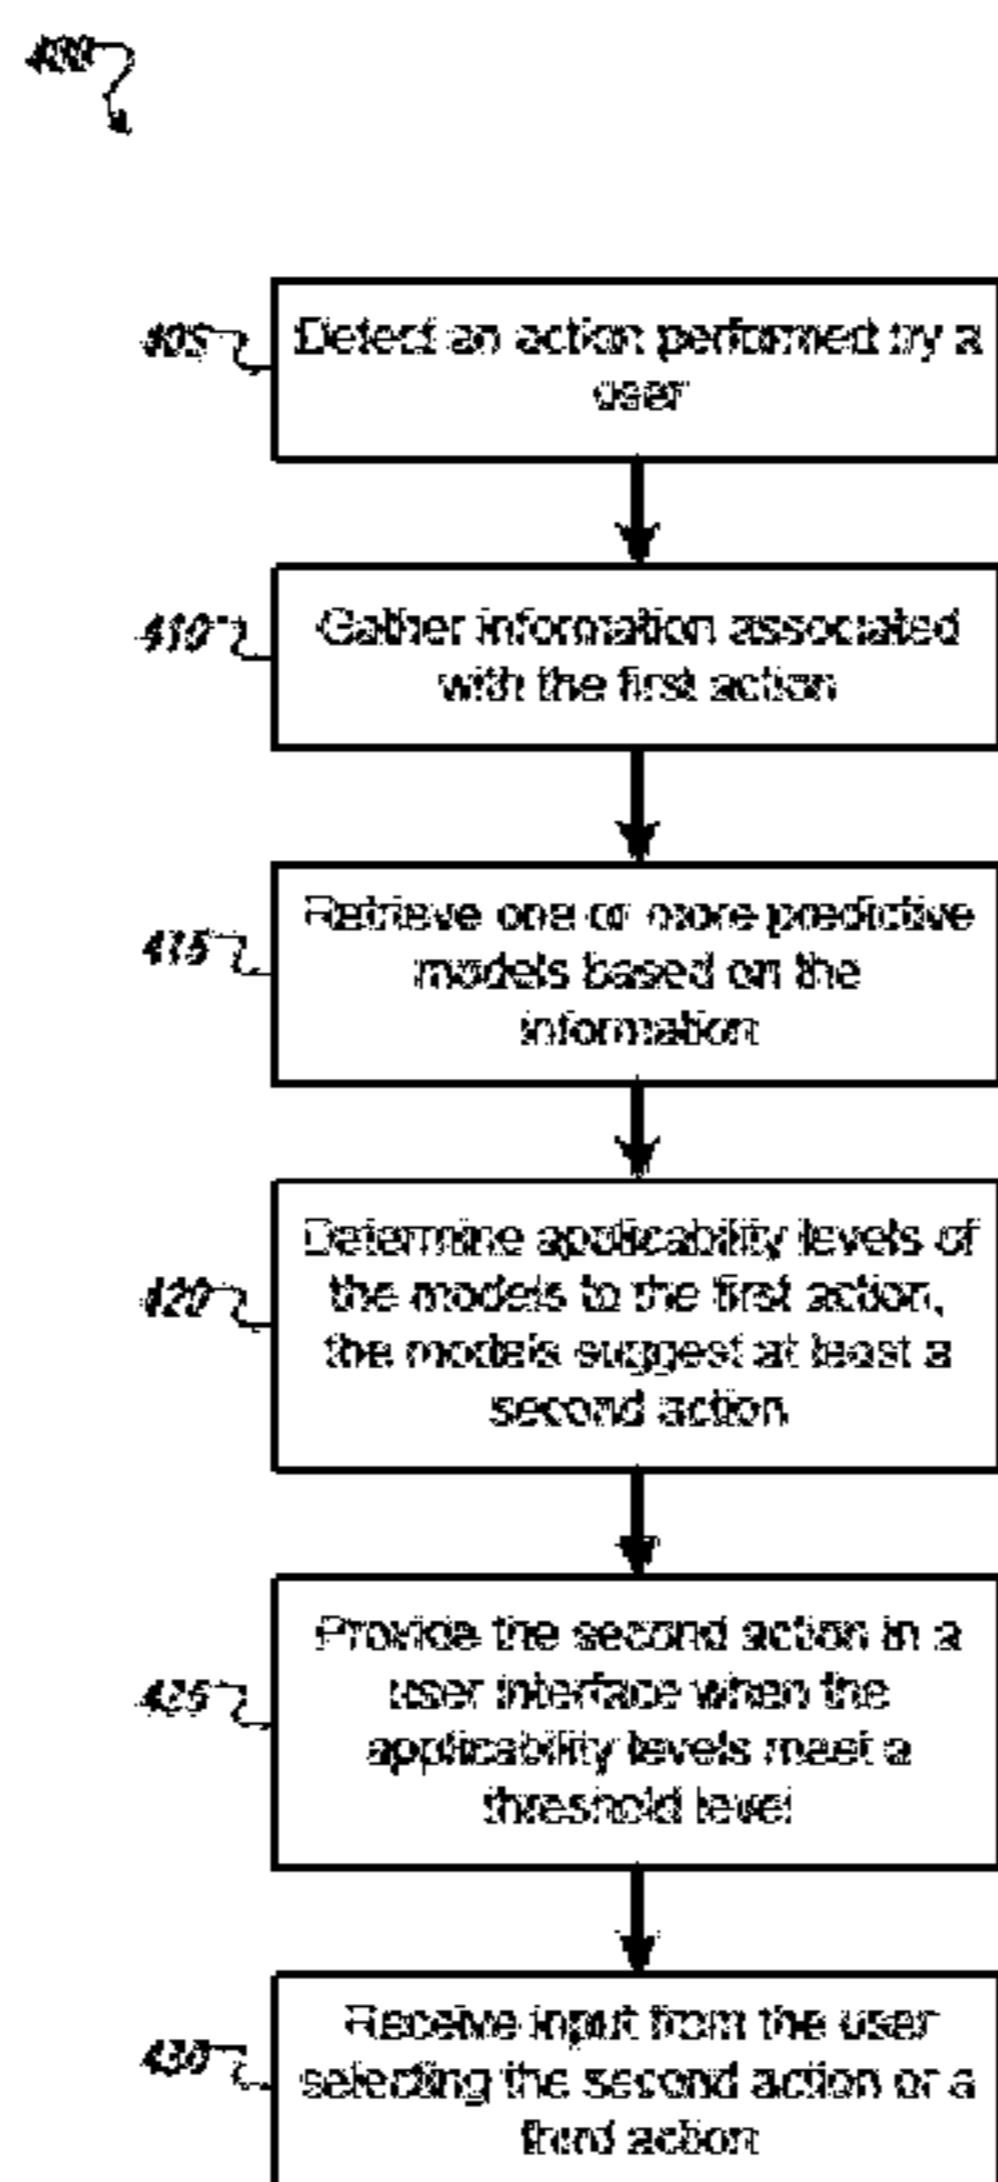 400
405
Detect an action performed by a
user
410
Gather information associated
with the first action
415
Retrieve one or more predictive
models based on the
information
420
Determine applicability levels of
the models to the first action,
the models suggest at least a
second action
425
Provide the second action in a
user interface when the
applicability levels meet a
threshold level
430
Receive input from the user
selecting the second action or a
third action